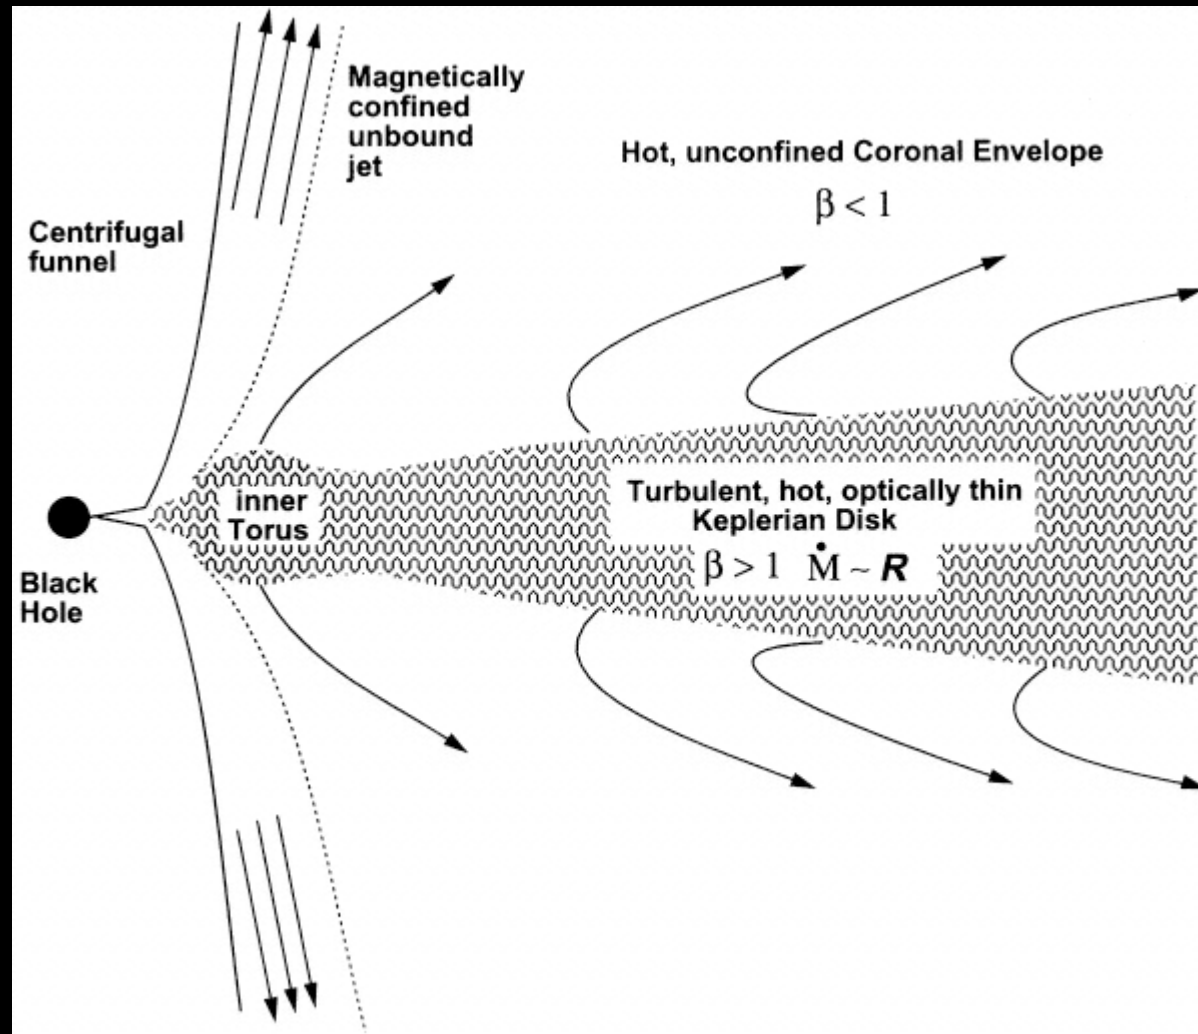 Magnetically
confined
unbound
jet
Hot, unconfined Coronal Envelope
β < 1
Centrifugal
funnel
inner
Torus
Turbulent, hot, optically thin
Keplerian Disk
β > 1 Ṁ ~ R
Black
Hole